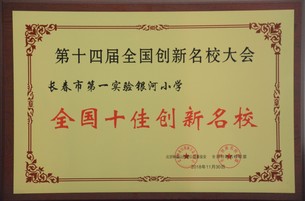 第十四届全国创新名校大会
长春市第一实验银河小学
全国十佳创新名校